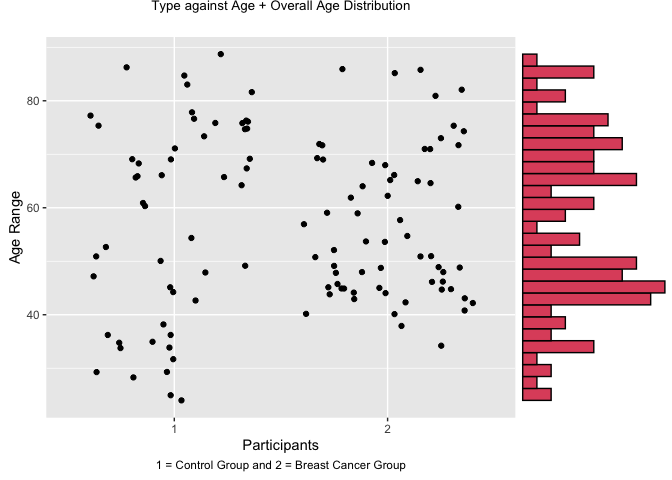 Type against Age + Overall Age Distribution
80
60
40
Age Range
1
2
Participants
1 = Control Group and 2 = Breast Cancer Group